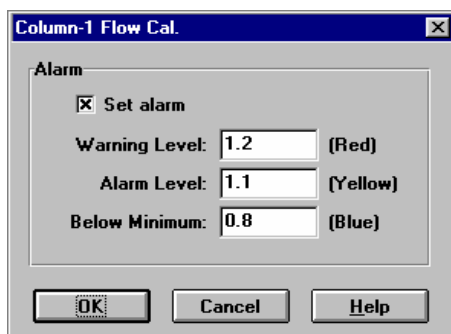 Column-1 Flow Cal.
Alarm
Set alarm
Warning Level: 1.2 (Red)
Alarm Level: 1.1 (Yellow)
Below Minimum: 0.8 (Blue)
OK Cancel Help